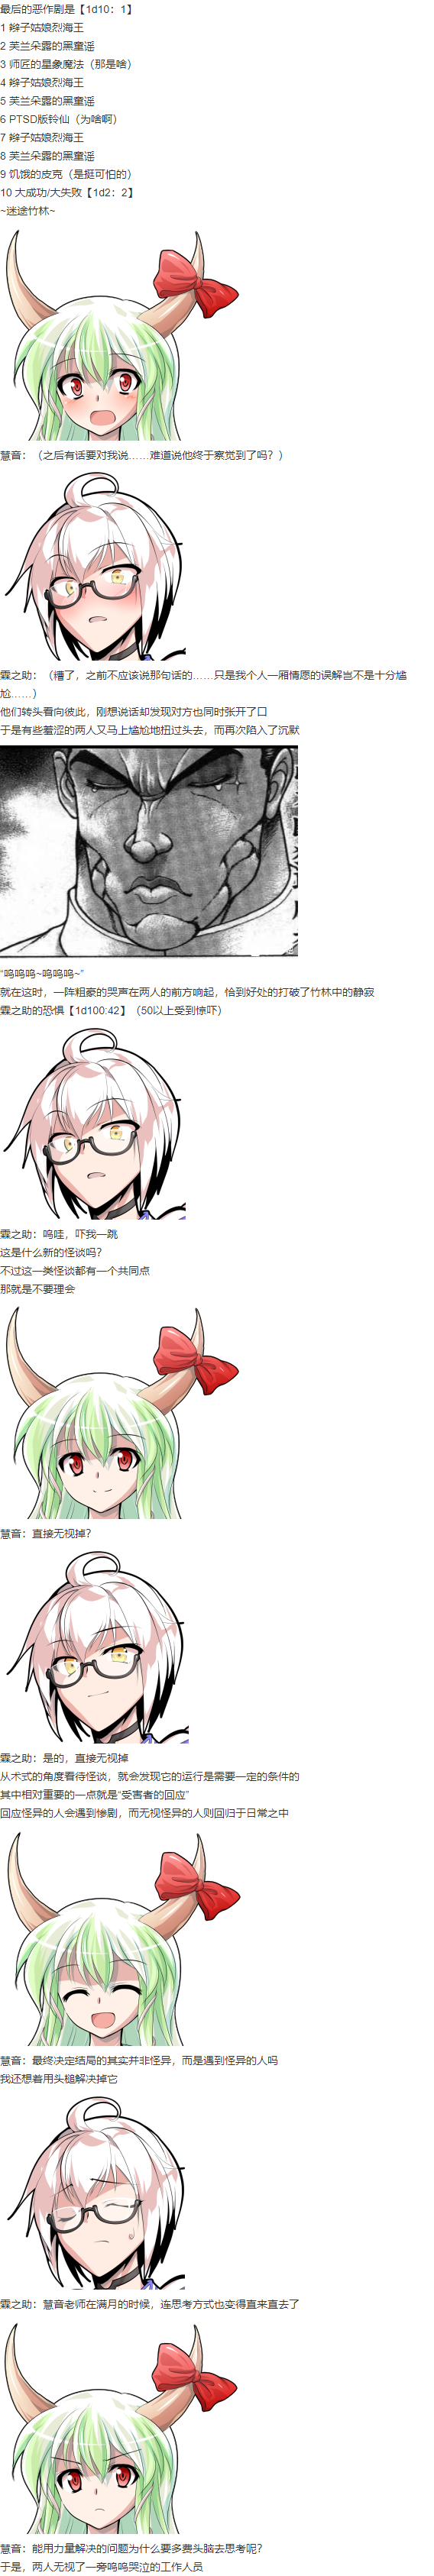 最后的恶作剧是【1d10：1】
1 辫子姑娘烈海王
2 芙兰朵露的黑童谣
3 师匠的星象魔法（那是啥）
4 辫子姑娘烈海王
5 芙兰朵露的黑童谣
6 PTSD版铃仙（为啥啊）
7 辫子姑娘烈海王
8 芙兰朵露的黑童谣
9 饥饿的皮克（是挺可怕的）
10 大成功/大失败【1d2：2】
~迷途竹林~
慧音：（之后有话要对我说……难道说他终于察觉到了吗？）
霖之助：（糟了，之前不应该说那句话的……只是我个人一厢情愿的误解岂不是十分尴
尬……）
他们转头看向彼此，刚想说话却发现对方也同时张开了口
于是有些羞涩的两人又马上尴尬地扭过头去，而再次陷入了沉默
“呜呜呜~呜呜呜~”
就在这时，一阵粗豪的哭声在两人的前方响起，恰到好处的打破了竹林中的静寂
霖之助的恐惧【1d100:42】（50以上受到惊吓）
霖之助：呜哇，吓我一跳
这是什么新的怪谈吗？
不过这一类怪谈都有一个共同点
那就是不要理会
慧音：直接无视掉？
霖之助：是的，直接无视掉
从术式的角度看待怪谈，就会发现它的运行是需要一定的条件的
其中相对重要的一点就是“受害者的回应”
回应怪异的人会遇到惨剧，而无视怪异的人则回归于日常之中
慧音：最终决定结局的其实并非怪异，而是遇到怪异的人吗
我还想着用头槌解决掉它
霖之助：慧音老师在满月的时候，连思考方式也变得直来直去了
慧音：能用力量解决的问题为什么要多费头脑去思考呢？
于是，两人无视了一旁呜呜哭泣的工作人员